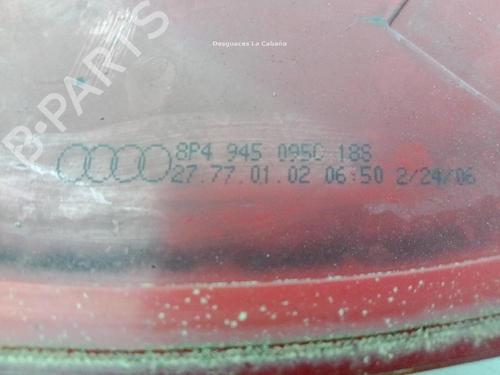 Desguaces La Cabaña
B-PARTS
8P4 945 095C 18S
27.77.01.02 06:50 2/24/06